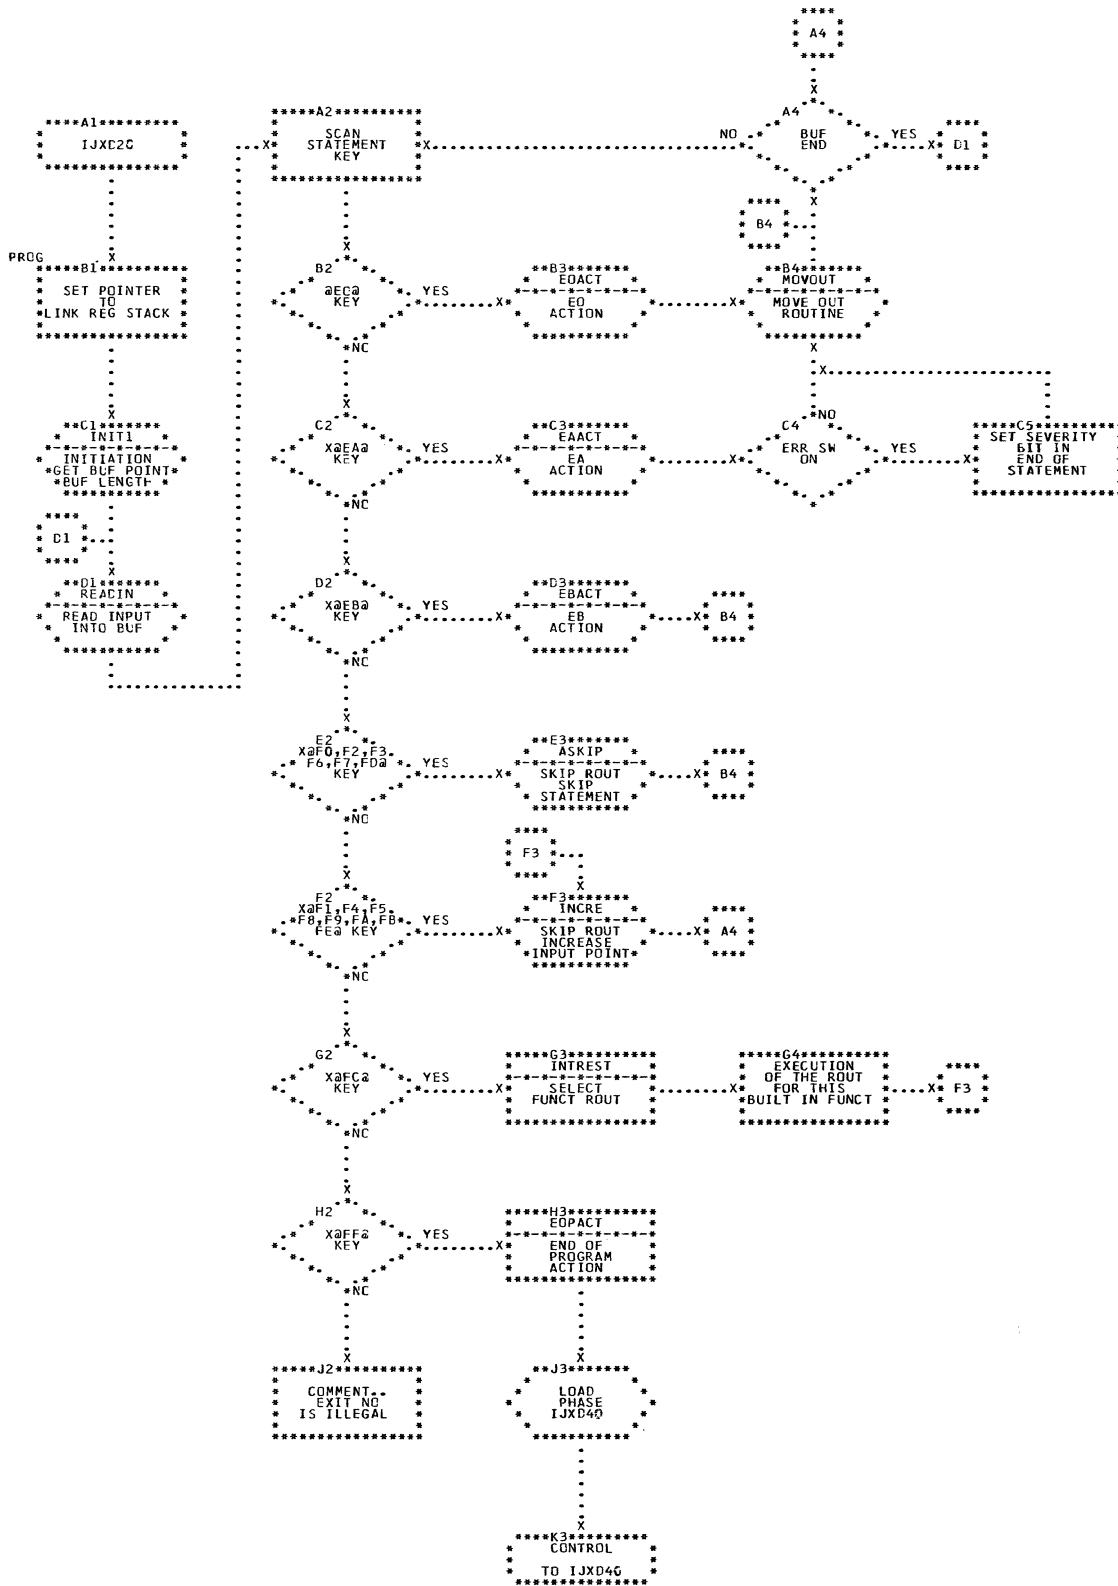 A4
A1
IJXD20
A2
SCAN
STATEMENT
KEY
A4
NO
BUF
END
YES
D1
B4
PROG
B1
SET POINTER
TO
LINK REG STACK
B2
@EC@
KEY
YES
NC
B3
EOACT
EO
ACTION
B4
MOVOUT
MOVE OUT
ROUTINE
C1
INIT1
INITIATION
GET BUF POINT
BUF LENGTH
C2
X@EA@
KEY
YES
NC
C3
EAACT
EA
ACTION
NO
C4
ERR SW
ON
YES
C5
SET SEVERITY
BIT IN
END OF
STATEMENT
D1
D1
READIN
READ INPUT
INTO BUF
D2
X@EB@
KEY
YES
NC
D3
EBACT
EB
ACTION
B4
E2
X@F0,F2,F3.
F6,F7,FD@
KEY
YES
NO
E3
ASKIP
SKIP ROUT
SKIP
STATEMENT
B4
F3
F2
X@F1,F4,F5.
F8,F9,FA,FB
FE@ KEY
YES
NC
F3
INCRE
SKIP ROUT
INCREASE
INPUT POINT
A4
G2
X@FC@
KEY
YES
NC
G3
INTREST
SELECT
FUNCT ROUT
G4
EXECUTION
OF THE ROUT
FOR THIS
BUILT IN FUNCT
F3
H2
X@FF@
KEY
YES
NC
H3
EOPACT
END OF
PROGRAM
ACTION
J2
COMMENT..
EXIT NO
IS ILLEGAL
J3
LOAD
PHASE
IJXD40
K3
CONTROL
TO IJXD40